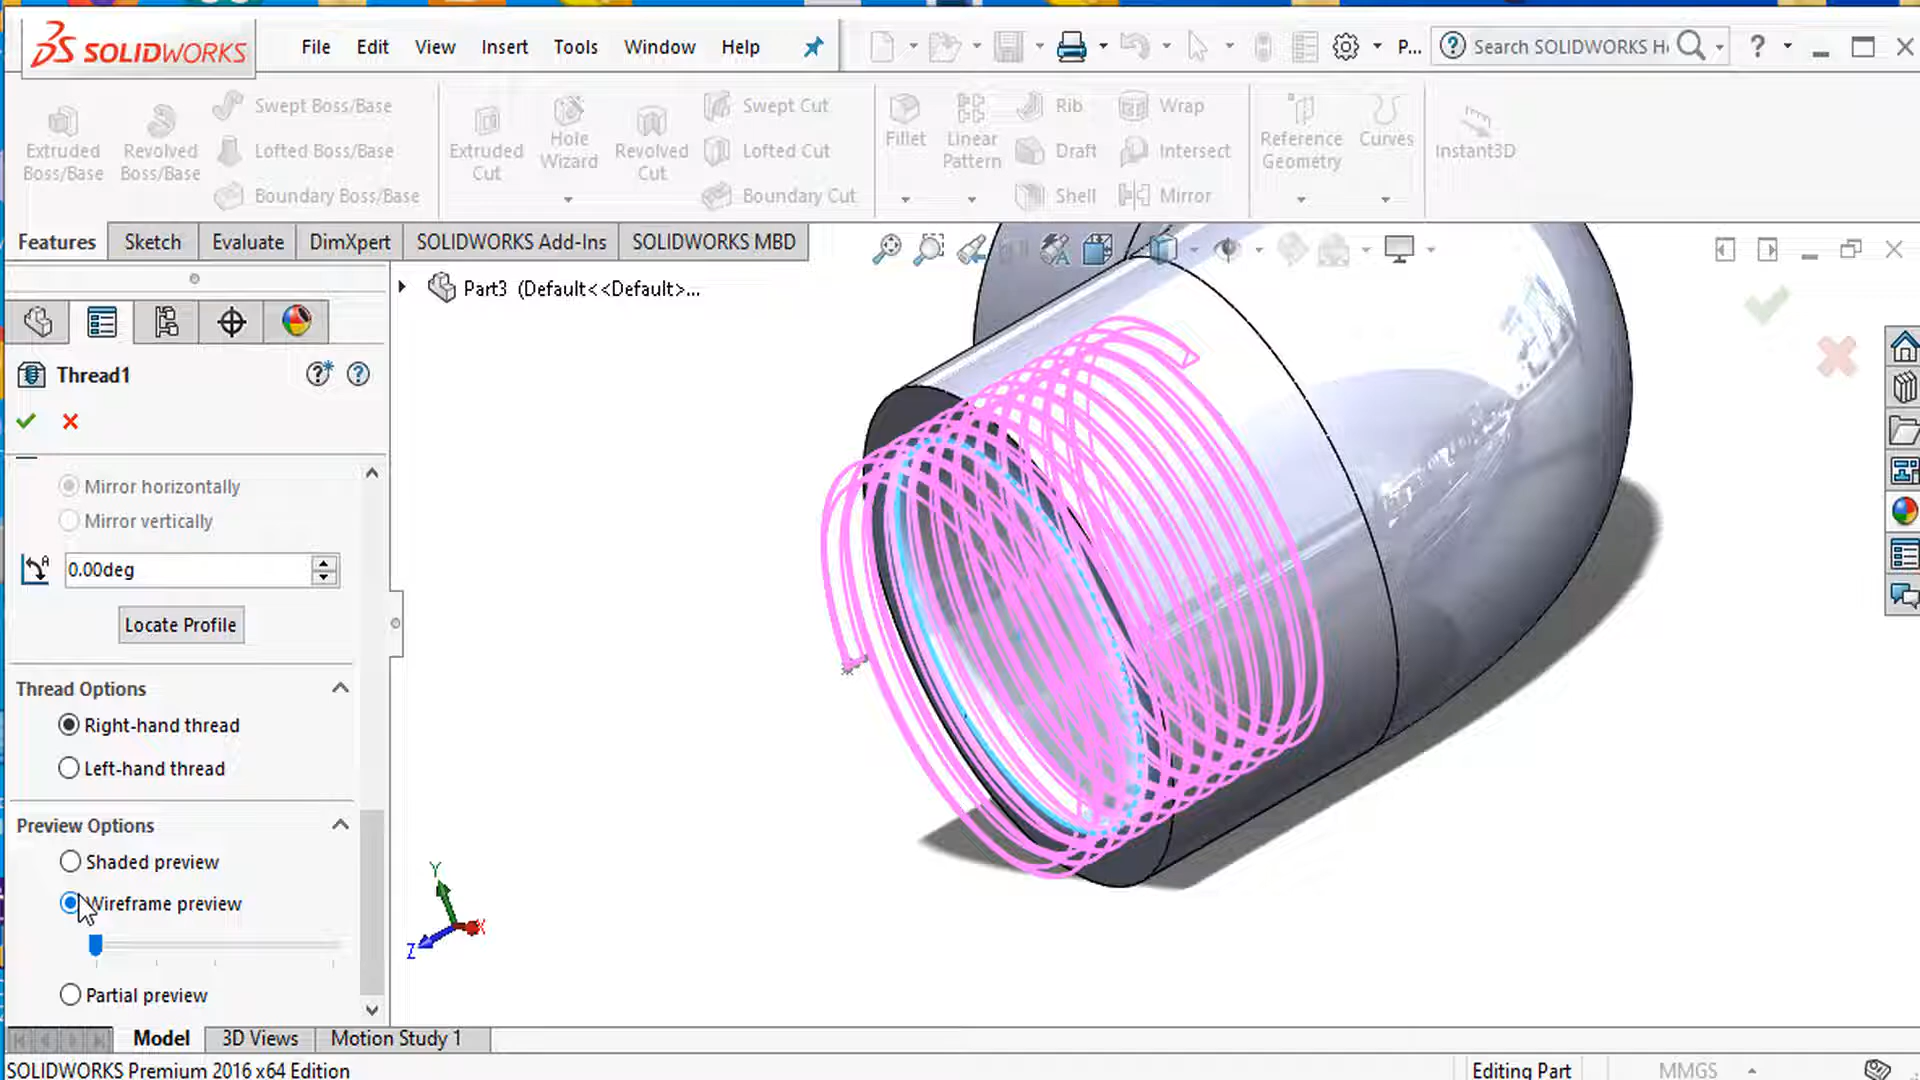 SOLIDWORKS File Edit View Insert Tools Window Help P... Search SOLIDWORKS H
Extruded Boss/Base
Revolved Boss/Base
Swept Boss/Base
Lofted Boss/Base
Boundary Boss/Base
Extruded Cut
Hole Wizard
Revolved Cut
Swept Cut
Lofted Cut
Boundary Cut
Fillet
Linear Pattern
Rib
Draft
Shell
Wrap
Intersect
Mirror
Reference Geometry
Curves
Instant3D
Features Sketch Evaluate DimXpert SOLIDWORKS Add-Ins SOLIDWORKS MBD
Part3 (Default<<Default>...
Thread1
Mirror horizontally
Mirror vertically
0.00deg
Locate Profile
Thread Options
Right-hand thread
Left-hand thread
Preview Options
Shaded preview
Wireframe preview
Partial preview
Y
X
Z
Model 3D Views Motion Study 1
SOLIDWORKS Premium 2016 x64 Edition Editing Part MMGS